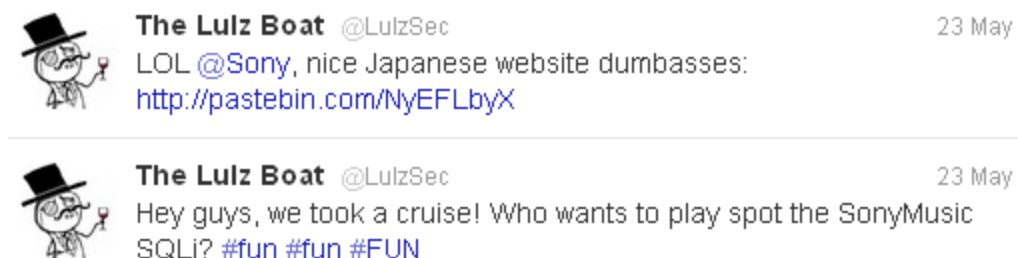 The Lulz Boat @LulzSec 23 May
LOL @Sony, nice Japanese website dumbasses:
http://pastebin.com/NyEFLbyX
The Lulz Boat @LulzSec 23 May
Hey guys, we took a cruise! Who wants to play spot the SonyMusic
SQLi? #fun #fun #FUN